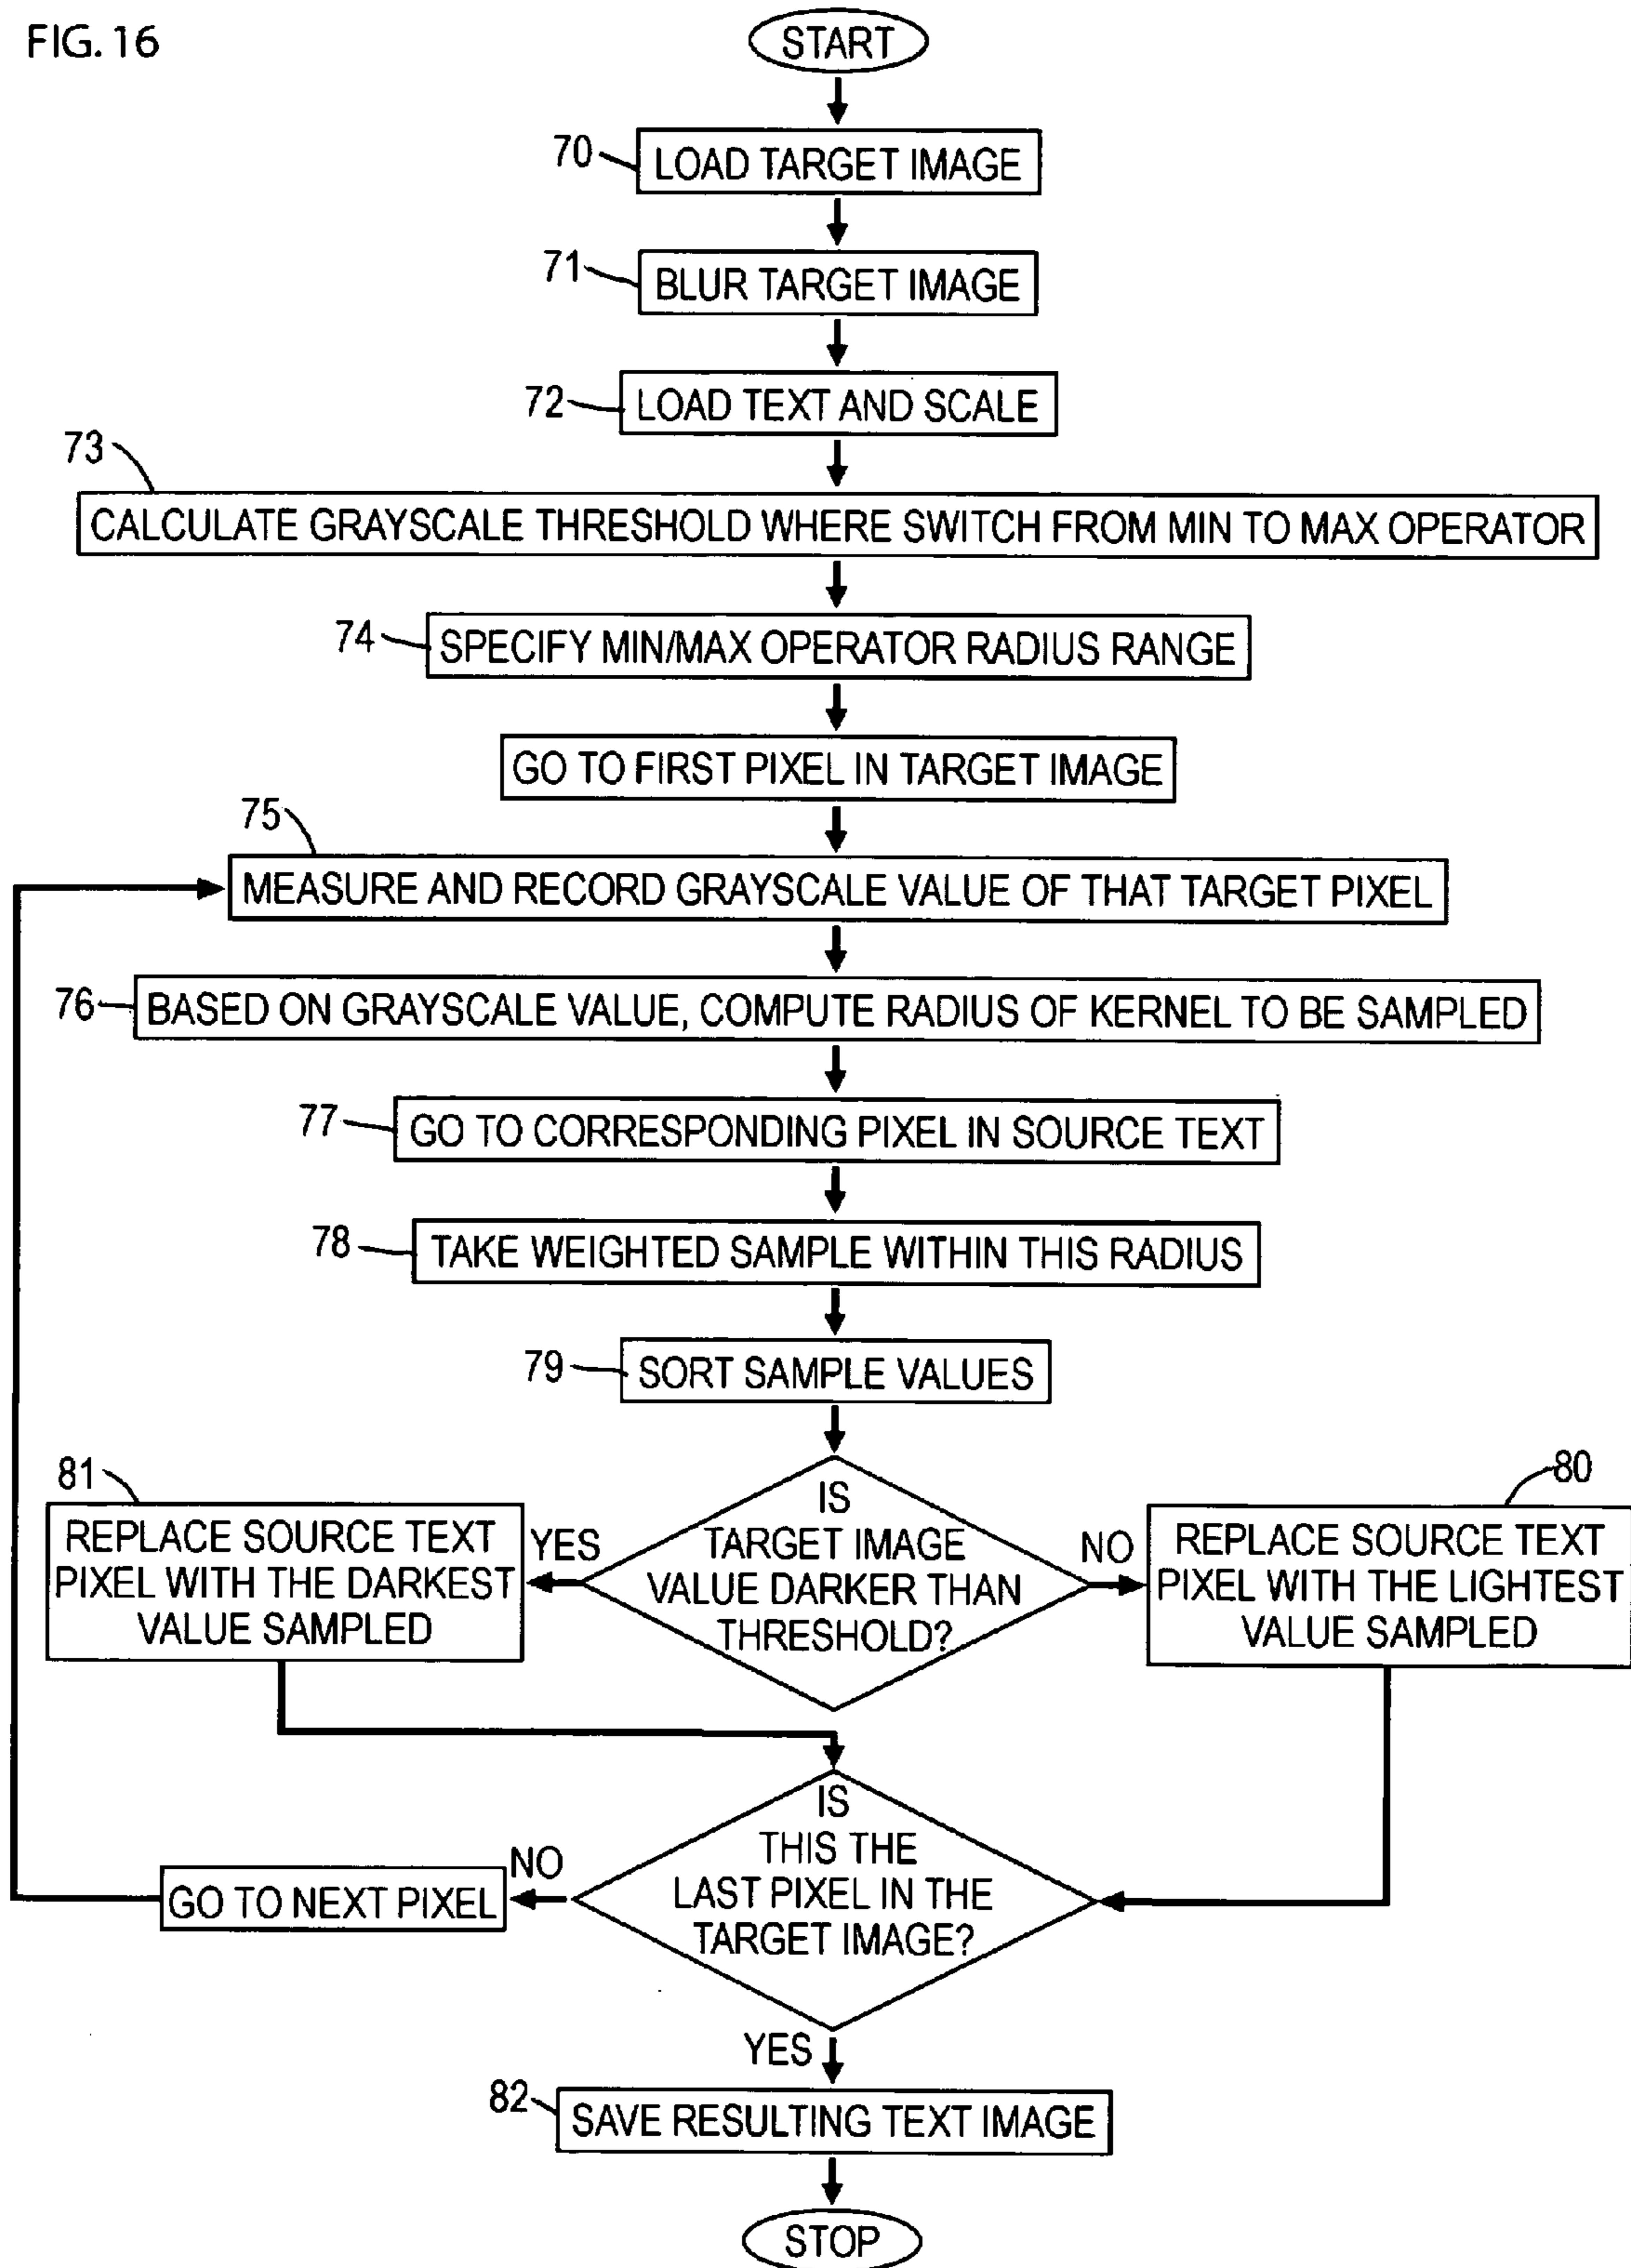 FIG. 16
START
70
LOAD TARGET IMAGE
71
BLUR TARGET IMAGE
72
LOAD TEXT AND SCALE
73
CALCULATE GRAYSCALE THRESHOLD WHERE SWITCH FROM MIN TO MAX OPERATOR
74
SPECIFY MIN/MAX OPERATOR RADIUS RANGE
GO TO FIRST PIXEL IN TARGET IMAGE
75
MEASURE AND RECORD GRAYSCALE VALUE OF THAT TARGET PIXEL
76
BASED ON GRAYSCALE VALUE, COMPUTE RADIUS OF KERNEL TO BE SAMPLED
77
GO TO CORRESPONDING PIXEL IN SOURCE TEXT
78
TAKE WEIGHTED SAMPLE WITHIN THIS RADIUS
79
SORT SAMPLE VALUES
81
REPLACE SOURCE TEXT
PIXEL WITH THE DARKEST
VALUE SAMPLED
YES
IS
TARGET IMAGE
VALUE DARKER THAN
THRESHOLD?
NO
80
REPLACE SOURCE TEXT
PIXEL WITH THE LIGHTEST
VALUE SAMPLED
IS
THIS THE
LAST PIXEL IN THE
TARGET IMAGE?
NO
GO TO NEXT PIXEL
YES
82
SAVE RESULTING TEXT IMAGE
STOP